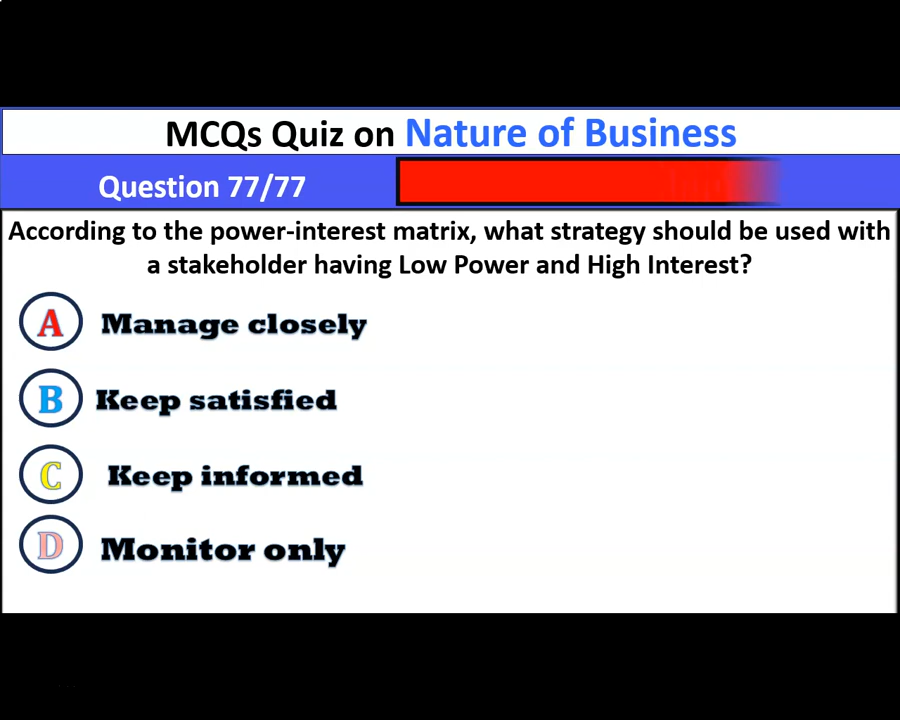 MCQs Quiz on Nature of Business
Question 77/77
According to the power-interest matrix, what strategy should be used with
a stakeholder having Low Power and High Interest?
A Manage closely
B Keep satisfied
C Keep informed
D Monitor only